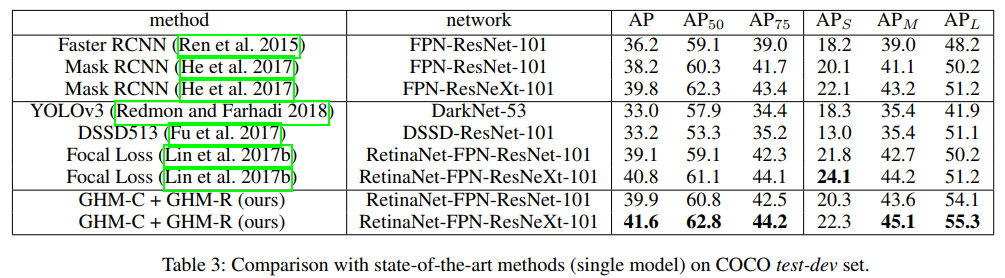 method network AP AP50 AP75 APS APM APL
Faster RCNN (Ren et al. 2015) FPN-ResNet-101 36.2 59.1 39.0 18.2 39.0 48.2
Mask RCNN (He et al. 2017) FPN-ResNet-101 38.2 60.3 41.7 20.1 41.1 50.2
Mask RCNN (He et al. 2017) FPN-ResNeXt-101 39.8 62.3 43.4 22.1 43.2 51.2
YOLOv3 (Redmon and Farhadi 2018) DarkNet-53 33.0 57.9 34.4 18.3 35.4 41.9
DSSD513 (Fu et al. 2017) DSSD-ResNet-101 33.2 53.3 35.2 13.0 35.4 51.1
Focal Loss (Lin et al. 2017b) RetinaNet-FPN-ResNet-101 39.1 59.1 42.3 21.8 42.7 50.2
Focal Loss (Lin et al. 2017b) RetinaNet-FPN-ResNeXt-101 40.8 61.1 44.1 24.1 44.2 51.2
GHM-C + GHM-R (ours) RetinaNet-FPN-ResNet-101 39.9 60.8 42.5 20.3 43.6 54.1
GHM-C + GHM-R (ours) RetinaNet-FPN-ResNeXt-101 41.6 62.8 44.2 22.3 45.1 55.3
Table 3: Comparison with state-of-the-art methods (single model) on COCO test-dev set.